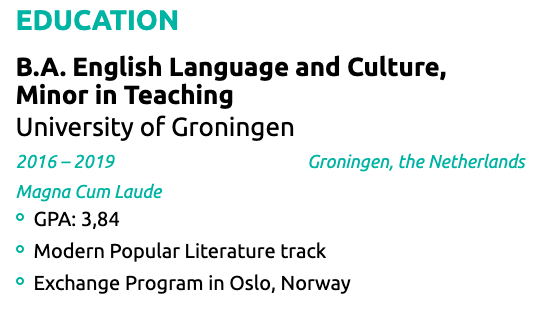 EDUCATION
B.A. English Language and Culture,
Minor in Teaching
University of Groningen
2016 – 2019 Groningen, the Netherlands
Magna Cum Laude
GPA: 3,84
Modern Popular Literature track
Exchange Program in Oslo, Norway